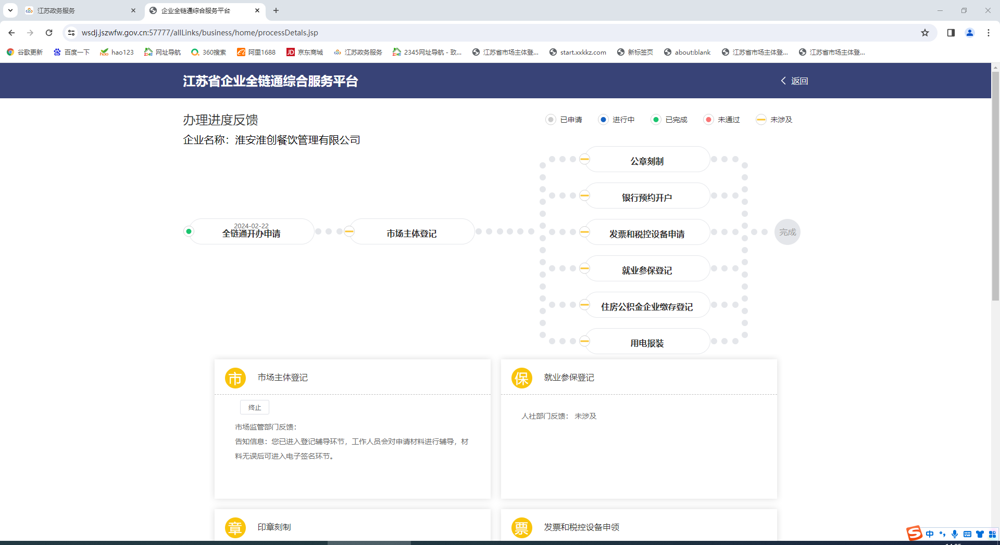 江苏政务服务
企业全链通综合服务平台
wsdj.jszwfw.gov.cn:57777/allLinks/business/home/processDetals.jsp
谷歌更新 百度一下 hao123 网址导航 360搜索 阿里1688 京东商城 江苏政务服务 2345网址导航 - 致... 江苏省市场主体登... start.xxkkz.com 新标签页 about:blank 江苏省市场主体登... 江苏省市场主体登...
江苏省企业全链通综合服务平台
返回
办理进度反馈
已申请 进行中 已完成 未通过 未涉及
企业名称：淮安淮创餐饮管理有限公司
2024-02-22
全链通开办申请
市场主体登记
公章刻制
银行预约开户
发票和税控设备申请
就业参保登记
住房公积金企业缴存登记
用电报装
完成
市 市场主体登记
终止
市场监管部门反馈：
告知信息：您已进入登记辅导环节，工作人员会对申请材料进行辅导，材
料无误后可进入电子签名环节。
保 就业参保登记
人社部门反馈： 未涉及
章 印章刻制
票 发票和税控设备申领
中